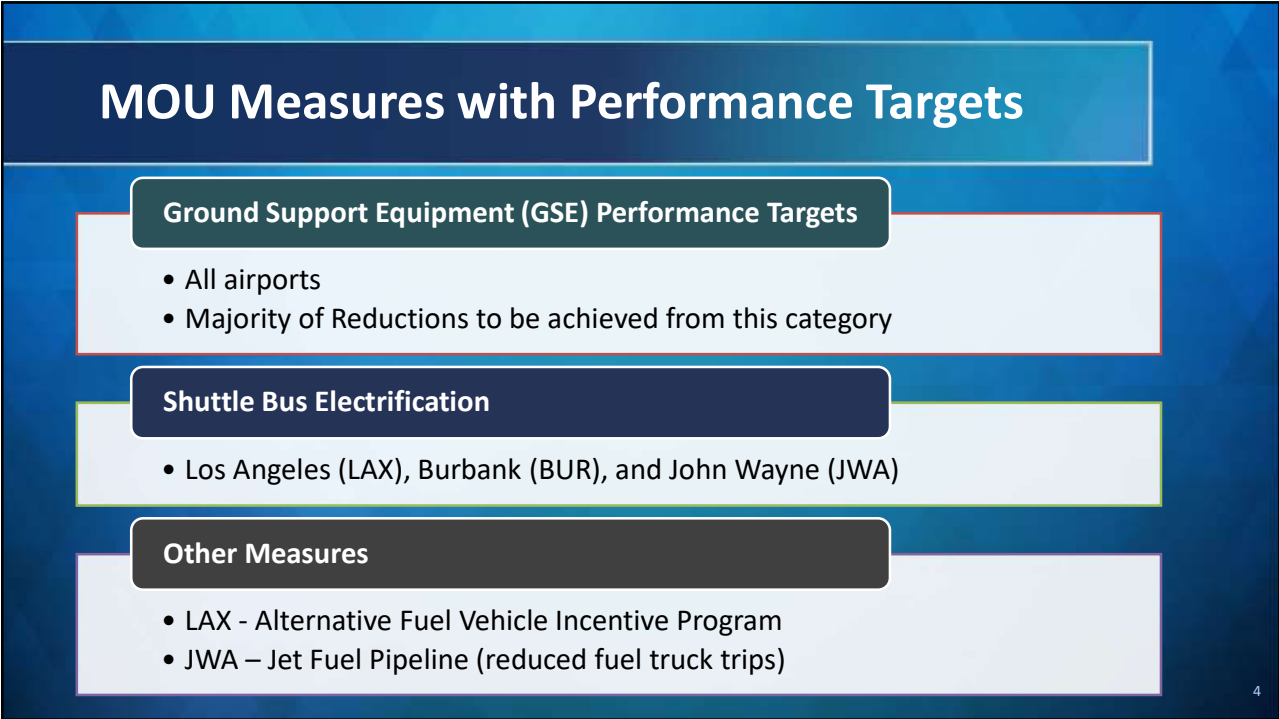 MOU Measures with Performance Targets
Ground Support Equipment (GSE) Performance Targets
• All airports
• Majority of Reductions to be achieved from this category
Shuttle Bus Electrification
• Los Angeles (LAX), Burbank (BUR), and John Wayne (JWA)
Other Measures
• LAX - Alternative Fuel Vehicle Incentive Program
• JWA – Jet Fuel Pipeline (reduced fuel truck trips)
4